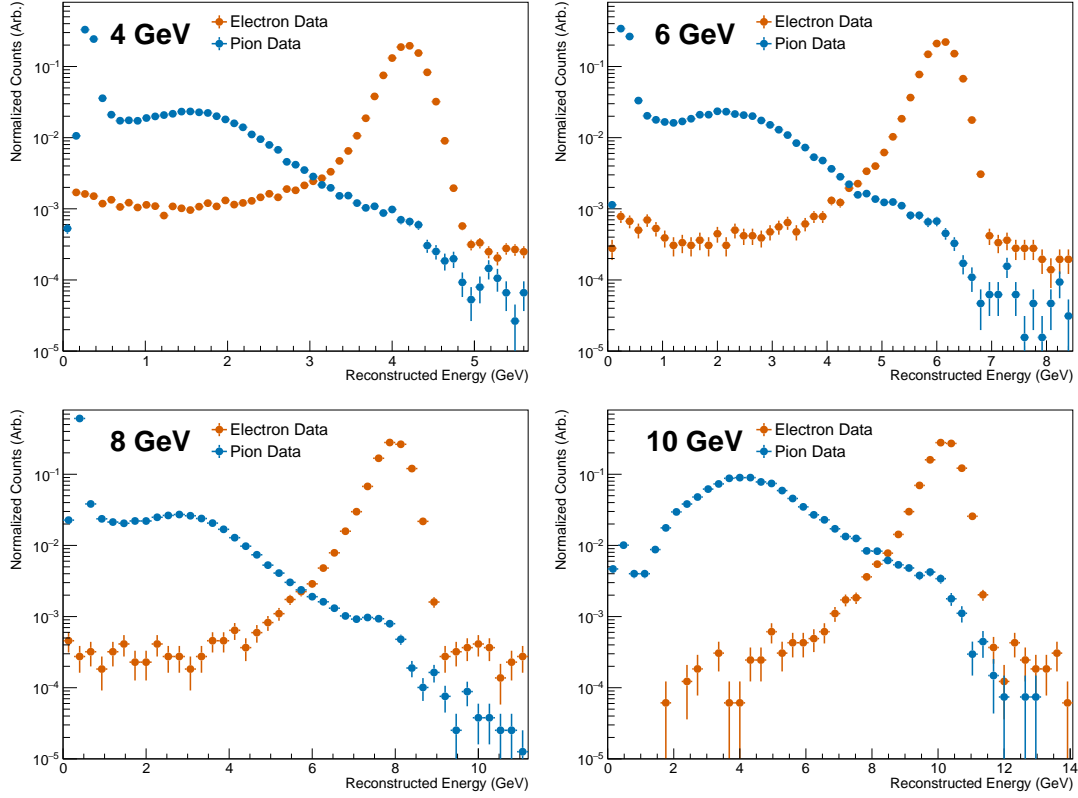 4 GeV
Electron Data
Pion Data
Normalized Counts (Arb.)
10⁻¹
10⁻²
10⁻³
10⁻⁴
10⁻⁵
0 1 2 3 4 5
Reconstructed Energy (GeV)
6 GeV
Electron Data
Pion Data
Normalized Counts (Arb.)
10⁻¹
10⁻²
10⁻³
10⁻⁴
10⁻⁵
0 1 2 3 4 5 6 7 8
Reconstructed Energy (GeV)
8 GeV
Electron Data
Pion Data
Normalized Counts (Arb.)
10⁻¹
10⁻²
10⁻³
10⁻⁴
10⁻⁵
0 2 4 6 8 10
Reconstructed Energy (GeV)
10 GeV
Electron Data
Pion Data
Normalized Counts (Arb.)
10⁻¹
10⁻²
10⁻³
10⁻⁴
10⁻⁵
0 2 4 6 8 10 12 14
Reconstructed Energy (GeV)